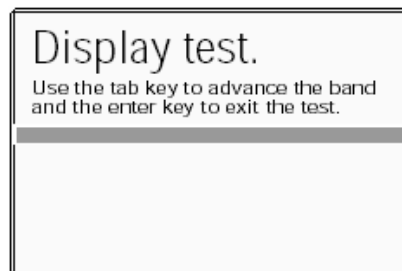 Display test.
Use the tab key to advance the band
and the enter key to exit the test.